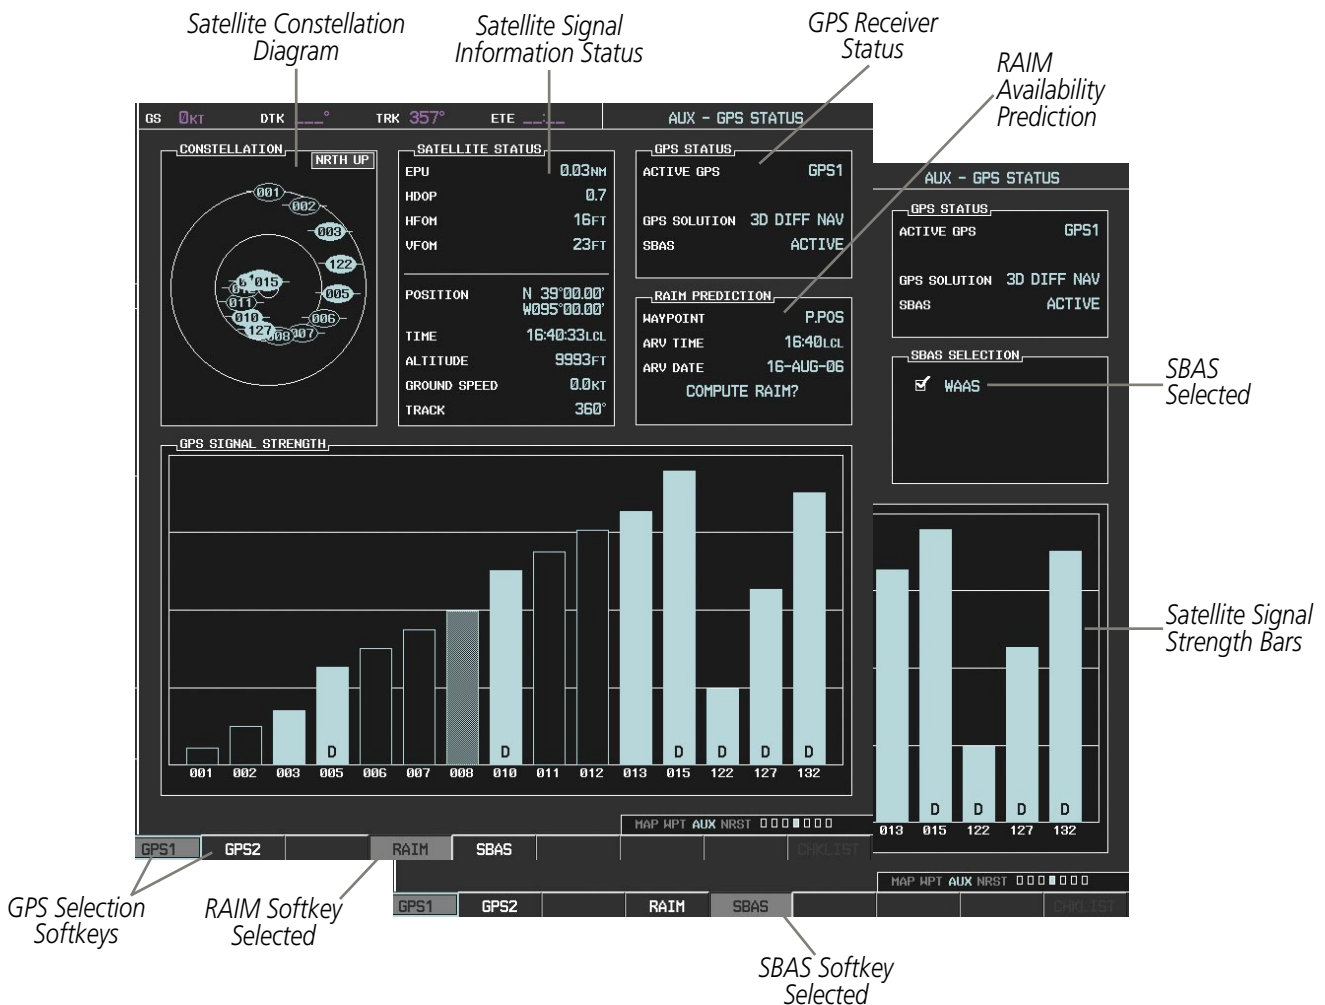 Satellite Constellation
Diagram
Satellite Signal
Information Status
GPS Receiver
Status
RAIM
Availability
Prediction
GS 0KT DTK ___° TRK 357° ETE __:__ AUX - GPS STATUS
CONSTELLATION
NRTH UP
001
002
003
122
005
006
007
008
127
010
011
015
SATELLITE STATUS
EPU 0.03NM
HDOP 0.7
HFOM 16FT
VFOM 23FT
POSITION N 39°00.00'
W095°00.00'
TIME 16:40:33LCL
ALTITUDE 9993FT
GROUND SPEED 0.0KT
TRACK 360°
GPS STATUS
ACTIVE GPS GPS1
GPS SOLUTION 3D DIFF NAV
SBAS ACTIVE
RAIM PREDICTION
WAYPOINT P.POS
ARV TIME 16:40LCL
ARV DATE 16-AUG-06
COMPUTE RAIM?
GPS SIGNAL STRENGTH
D D D D D D
001 002 003 005 006 007 008 010 011 012 013 015 122 127 132
MAP WPT AUX NRST
GPS1 GPS2 RAIM SBAS CHKLIST
AUX - GPS STATUS
GPS STATUS
ACTIVE GPS GPS1
GPS SOLUTION 3D DIFF NAV
SBAS ACTIVE
SBAS SELECTION
WAAS
SBAS
Selected
Satellite Signal
Strength Bars
D D D D
013 015 122 127 132
MAP WPT AUX NRST
GPS1 GPS2 RAIM SBAS CHKLIST
GPS Selection
Softkeys
RAIM Softkey
Selected
SBAS Softkey
Selected